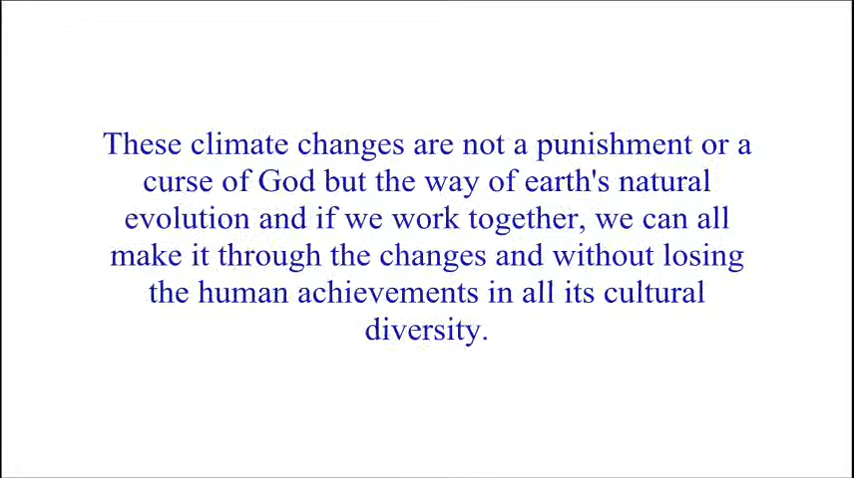 These climate changes are not a punishment or a
curse of God but the way of earth's natural
evolution and if we work together, we can all
make it through the changes and without losing
the human achievements in all its cultural
diversity.